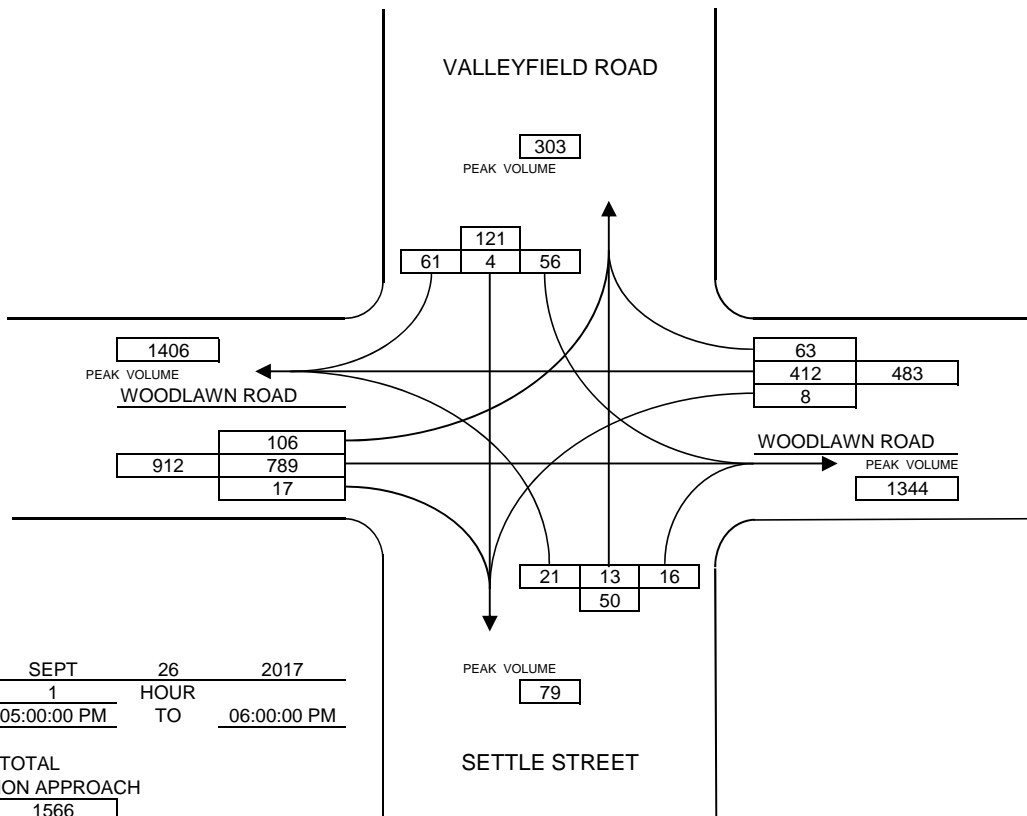 VALLEYFIELD ROAD
303
PEAK VOLUME
121
61 4 56
1406
PEAK VOLUME
WOODLAWN ROAD
63
412 483
8
106
912 789
17
WOODLAWN ROAD
PEAK VOLUME
1344
21 13 16
50
SEPT 26 2017
1 HOUR
05:00:00 PM TO 06:00:00 PM
PEAK VOLUME
79
TOTAL
ION APPROACH
1566
SETTLE STREET